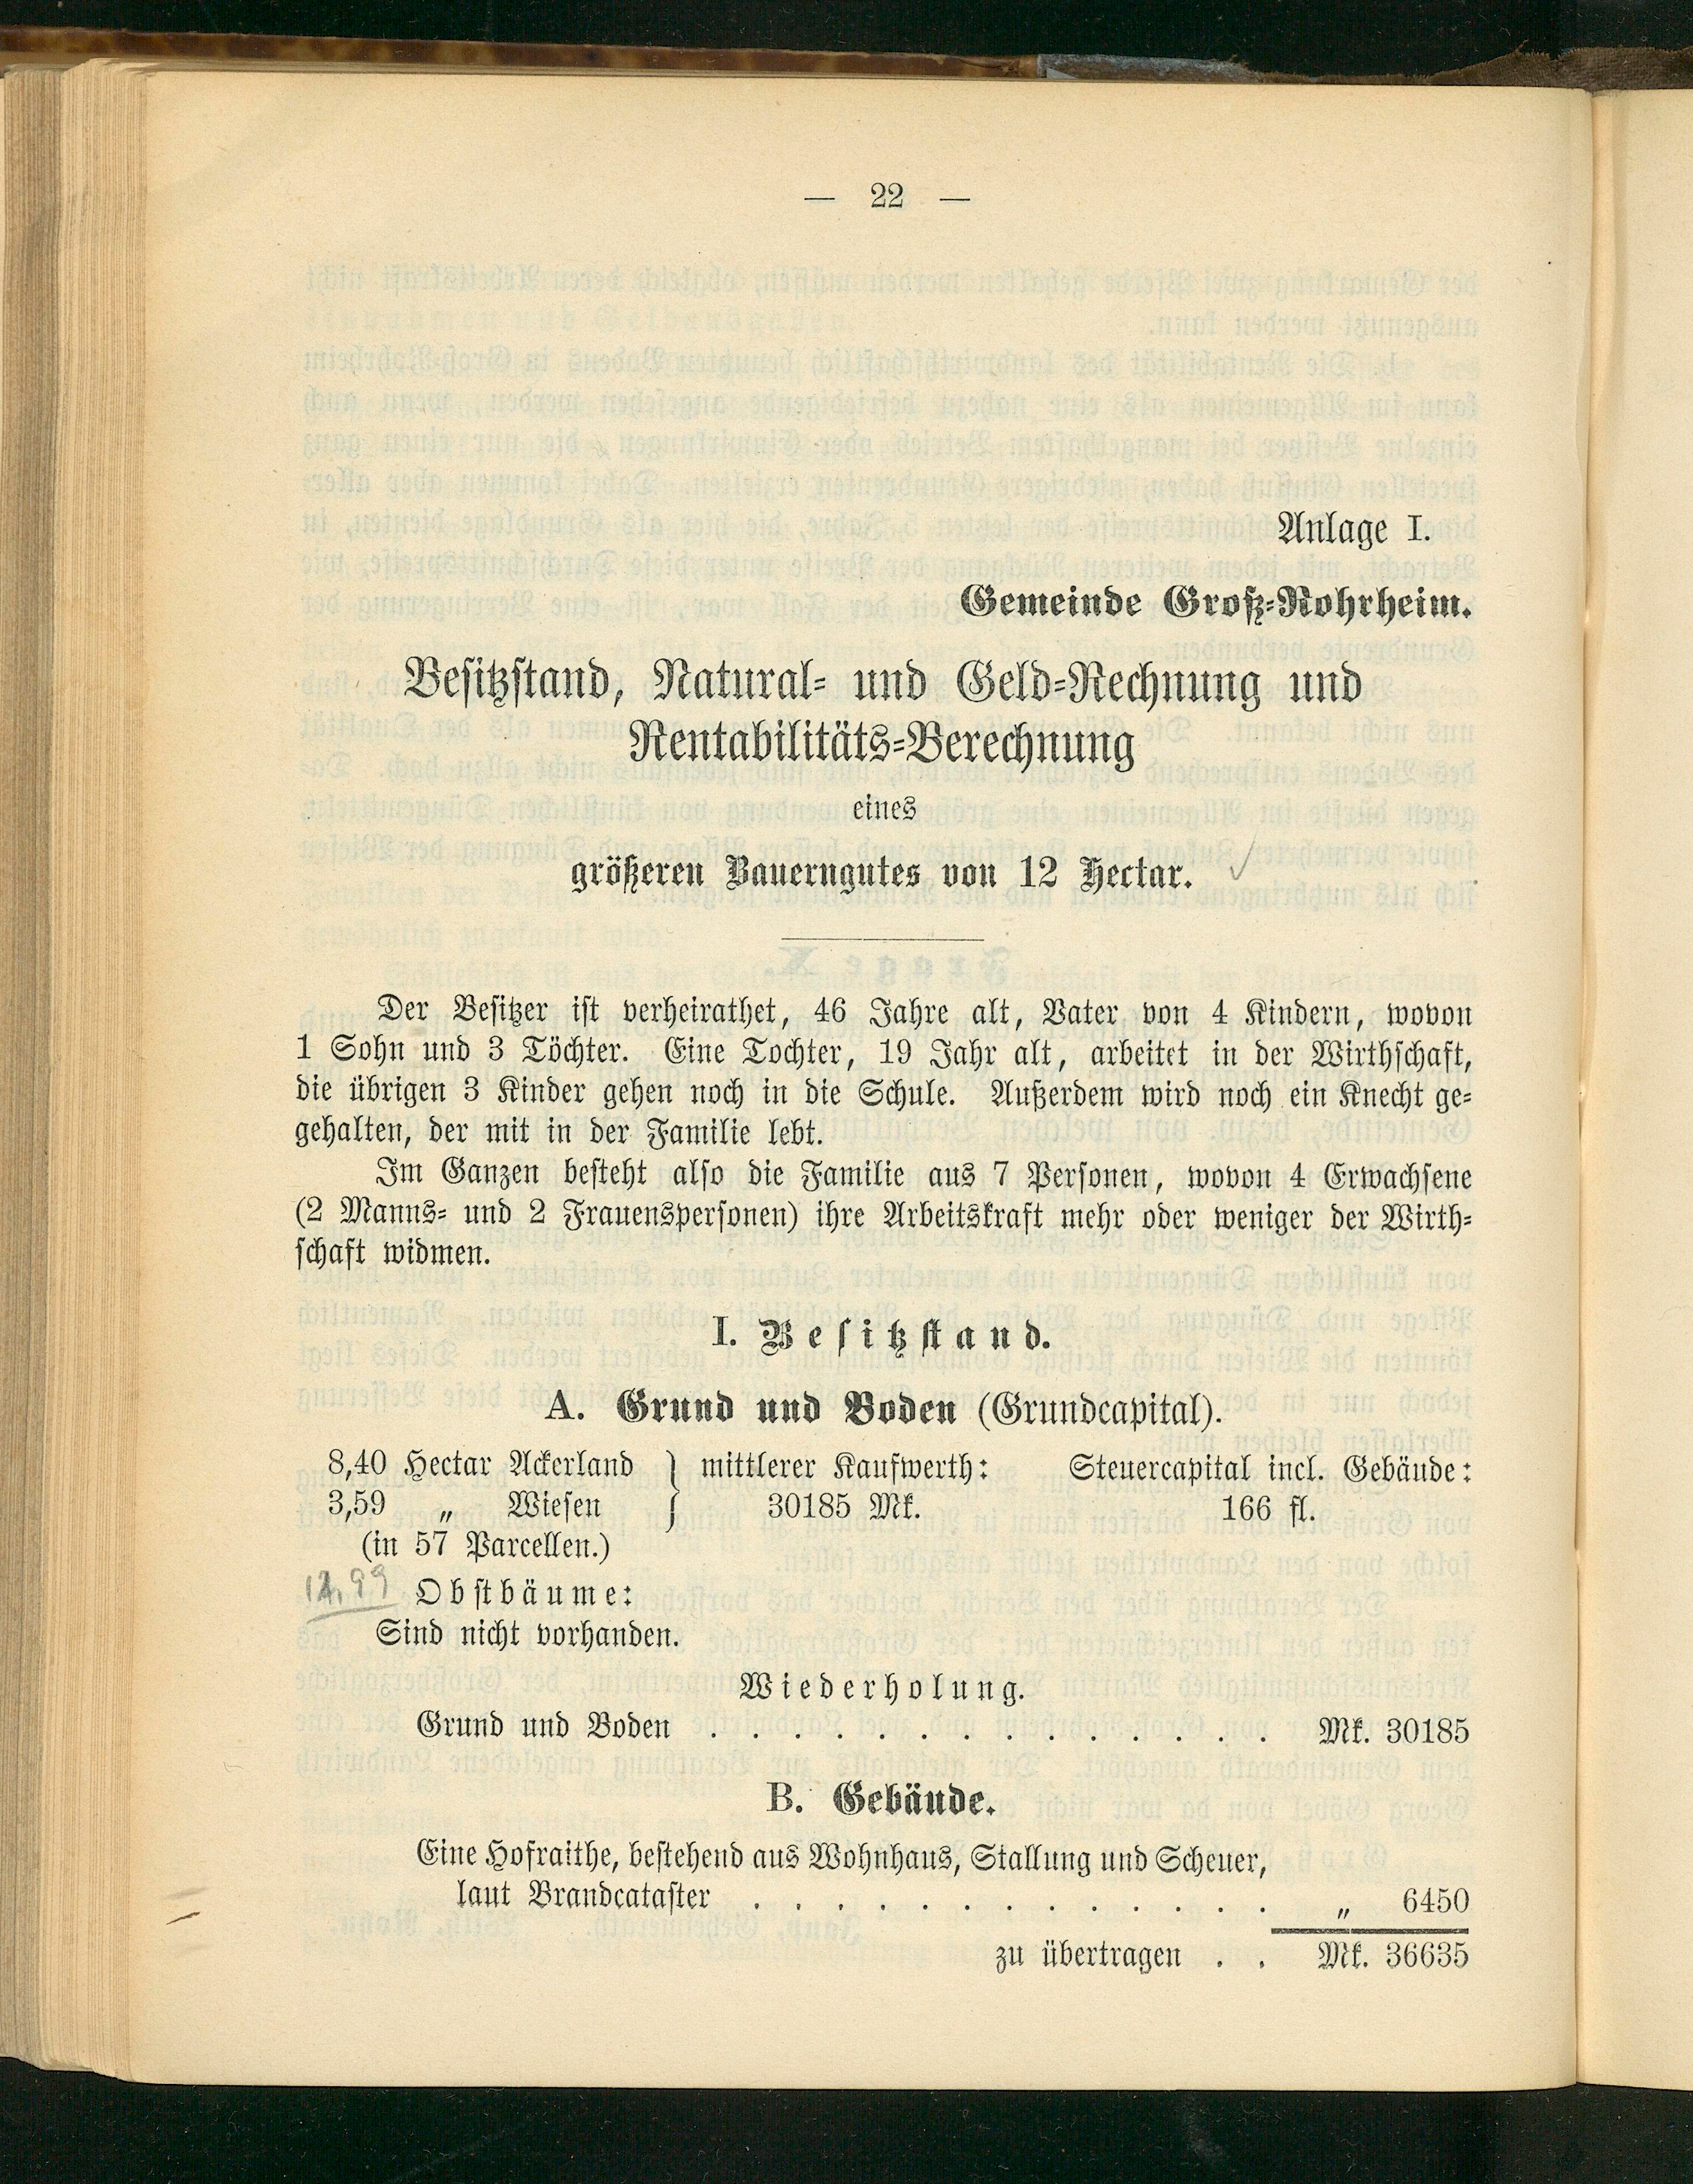 — 22 —
Anlage I.
Gemeinde Groß-Rohrheim.
Besitzstand, Natural- und Geld-Rechnung und
Rentabilitäts-Berechnung
eines
größeren Bauerngutes von 12 Hectar. ✓
Der Besitzer ist verheirathet, 46 Jahre alt, Vater von 4 Kindern, wovon
1 Sohn und 3 Töchter. Eine Tochter, 19 Jahr alt, arbeitet in der Wirthschaft,
die übrigen 3 Kinder gehen noch in die Schule. Außerdem wird noch ein Knecht ge-
gehalten, der mit in der Familie lebt.
Im Ganzen besteht also die Familie aus 7 Personen, wovon 4 Erwachsene
(2 Manns- und 2 Frauenspersonen) ihre Arbeitskraft mehr oder weniger der Wirth-
schaft widmen.
I. Besitzstand.
A. Grund und Boden (Grundcapital).
8,40 Hectar Ackerland } mittlerer Kaufwerth: Steuercapital incl. Gebäude:
3,59 „ Wiesen } 30185 Mk. 166 fl.
(in 57 Parcellen.)
Obstbäume:
Sind nicht vorhanden.
Wiederholung.
Grund und Boden . . . . . . . . . . . . . . Mk. 30185
B. Gebäude.
Eine Hofraithe, bestehend aus Wohnhaus, Stallung und Scheuer,
laut Brandcataster . . . . . . . . . . . . . „ 6450
zu übertragen . . Mk. 36635